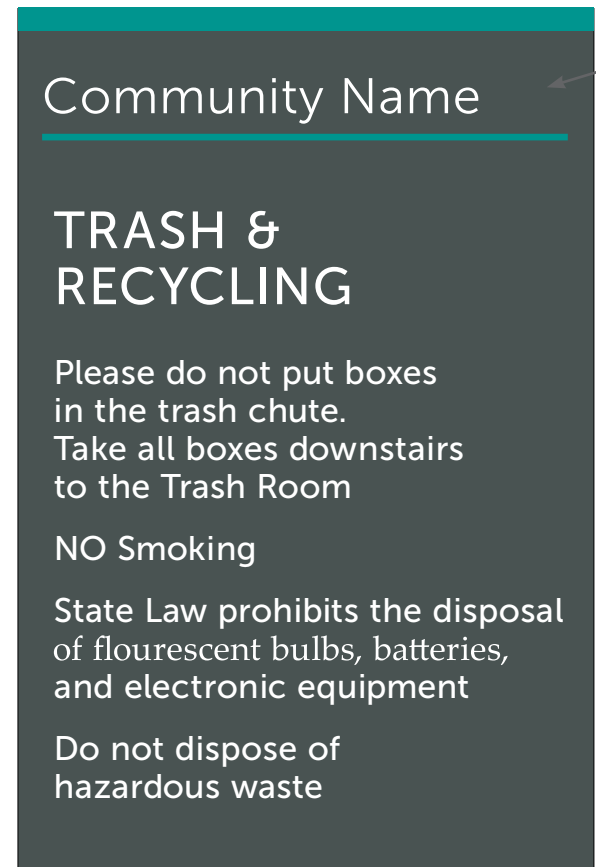 Community Name
TRASH &
RECYCLING
Please do not put boxes
in the trash chute.
Take all boxes downstairs
to the Trash Room
NO Smoking
State Law prohibits the disposal
of flourescent bulbs, batteries,
and electronic equipment
Do not dispose of
hazardous waste